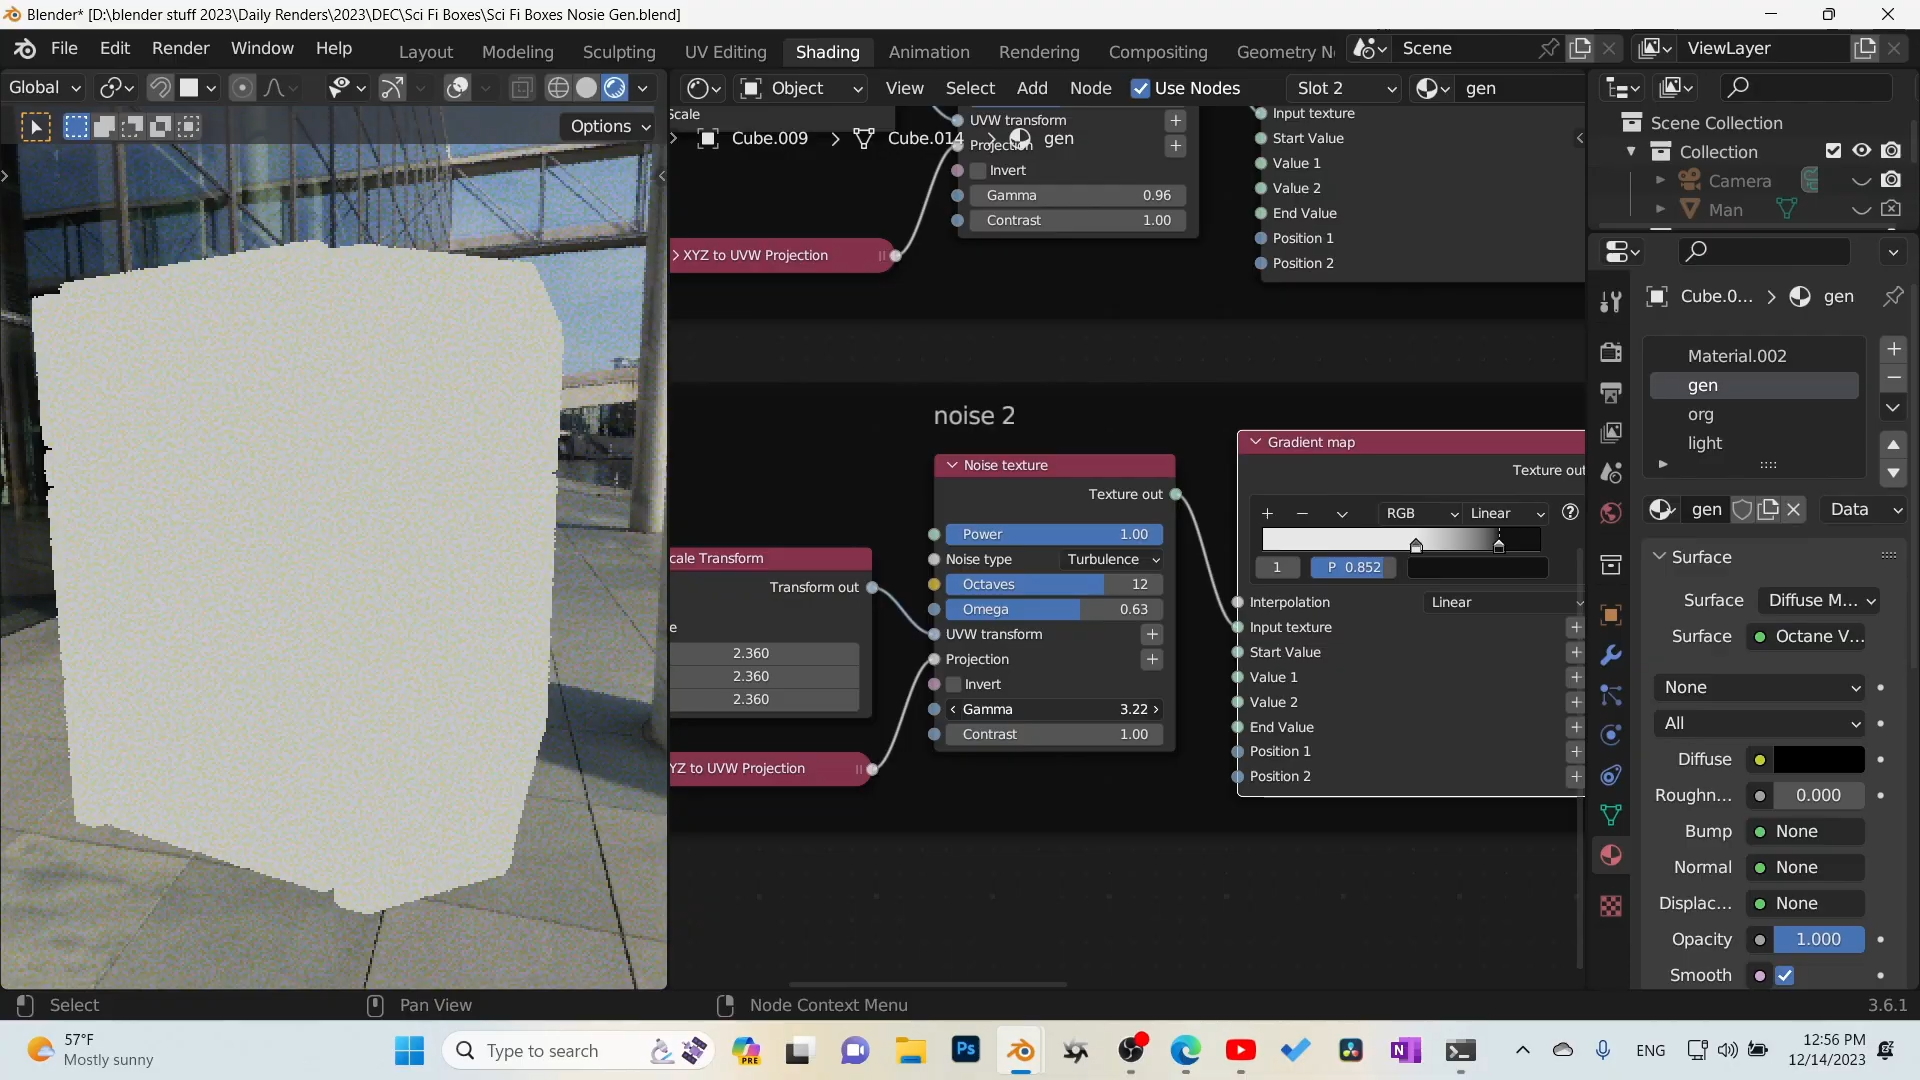 Blender* [D:\blender stuff 2023\Daily Renders\2023\DEC\Sci Fi Boxes\Sci Fi Boxes Nosie Gen.blend]
File Edit Render Window Help Layout Modeling Sculpting UV Editing Shading Animation Rendering Compositing Geometry N Scene ViewLayer
Global Object View Select Add Node Use Nodes Slot 2 gen
Options
cale
Cube.009 > Cube.014 > gen
UVW transform
Projection
Invert
Gamma 0.96
Contrast 1.00
XYZ to UVW Projection
Input texture
Start Value
Value 1
Value 2
End Value
Position 1
Position 2
noise 2
Noise texture
Texture out
Power 1.00
Noise type Turbulence
Octaves 12
Omega 0.63
UVW transform
Projection
Invert
Gamma 3.22
Contrast 1.00
cale Transform
Transform out
e
2.360
2.360
2.360
YZ to UVW Projection
Gradient map
Texture out
RGB Linear
1 P 0.852
Interpolation Linear
Input texture
Start Value
Value 1
Value 2
End Value
Position 1
Position 2
Scene Collection
Collection
Camera
Man
Cube.0... > gen
Material.002
gen
org
light
gen Data
Surface
Surface Diffuse M...
Surface Octane V...
None
All
Diffuse
Roughn... 0.000
Bump None
Normal None
Displac... None
Opacity 1.000
Smooth
Select Pan View Node Context Menu 3.6.1
57°F
Mostly sunny
Type to search
PRE
Ps
N
ENG
12:56 PM
12/14/2023